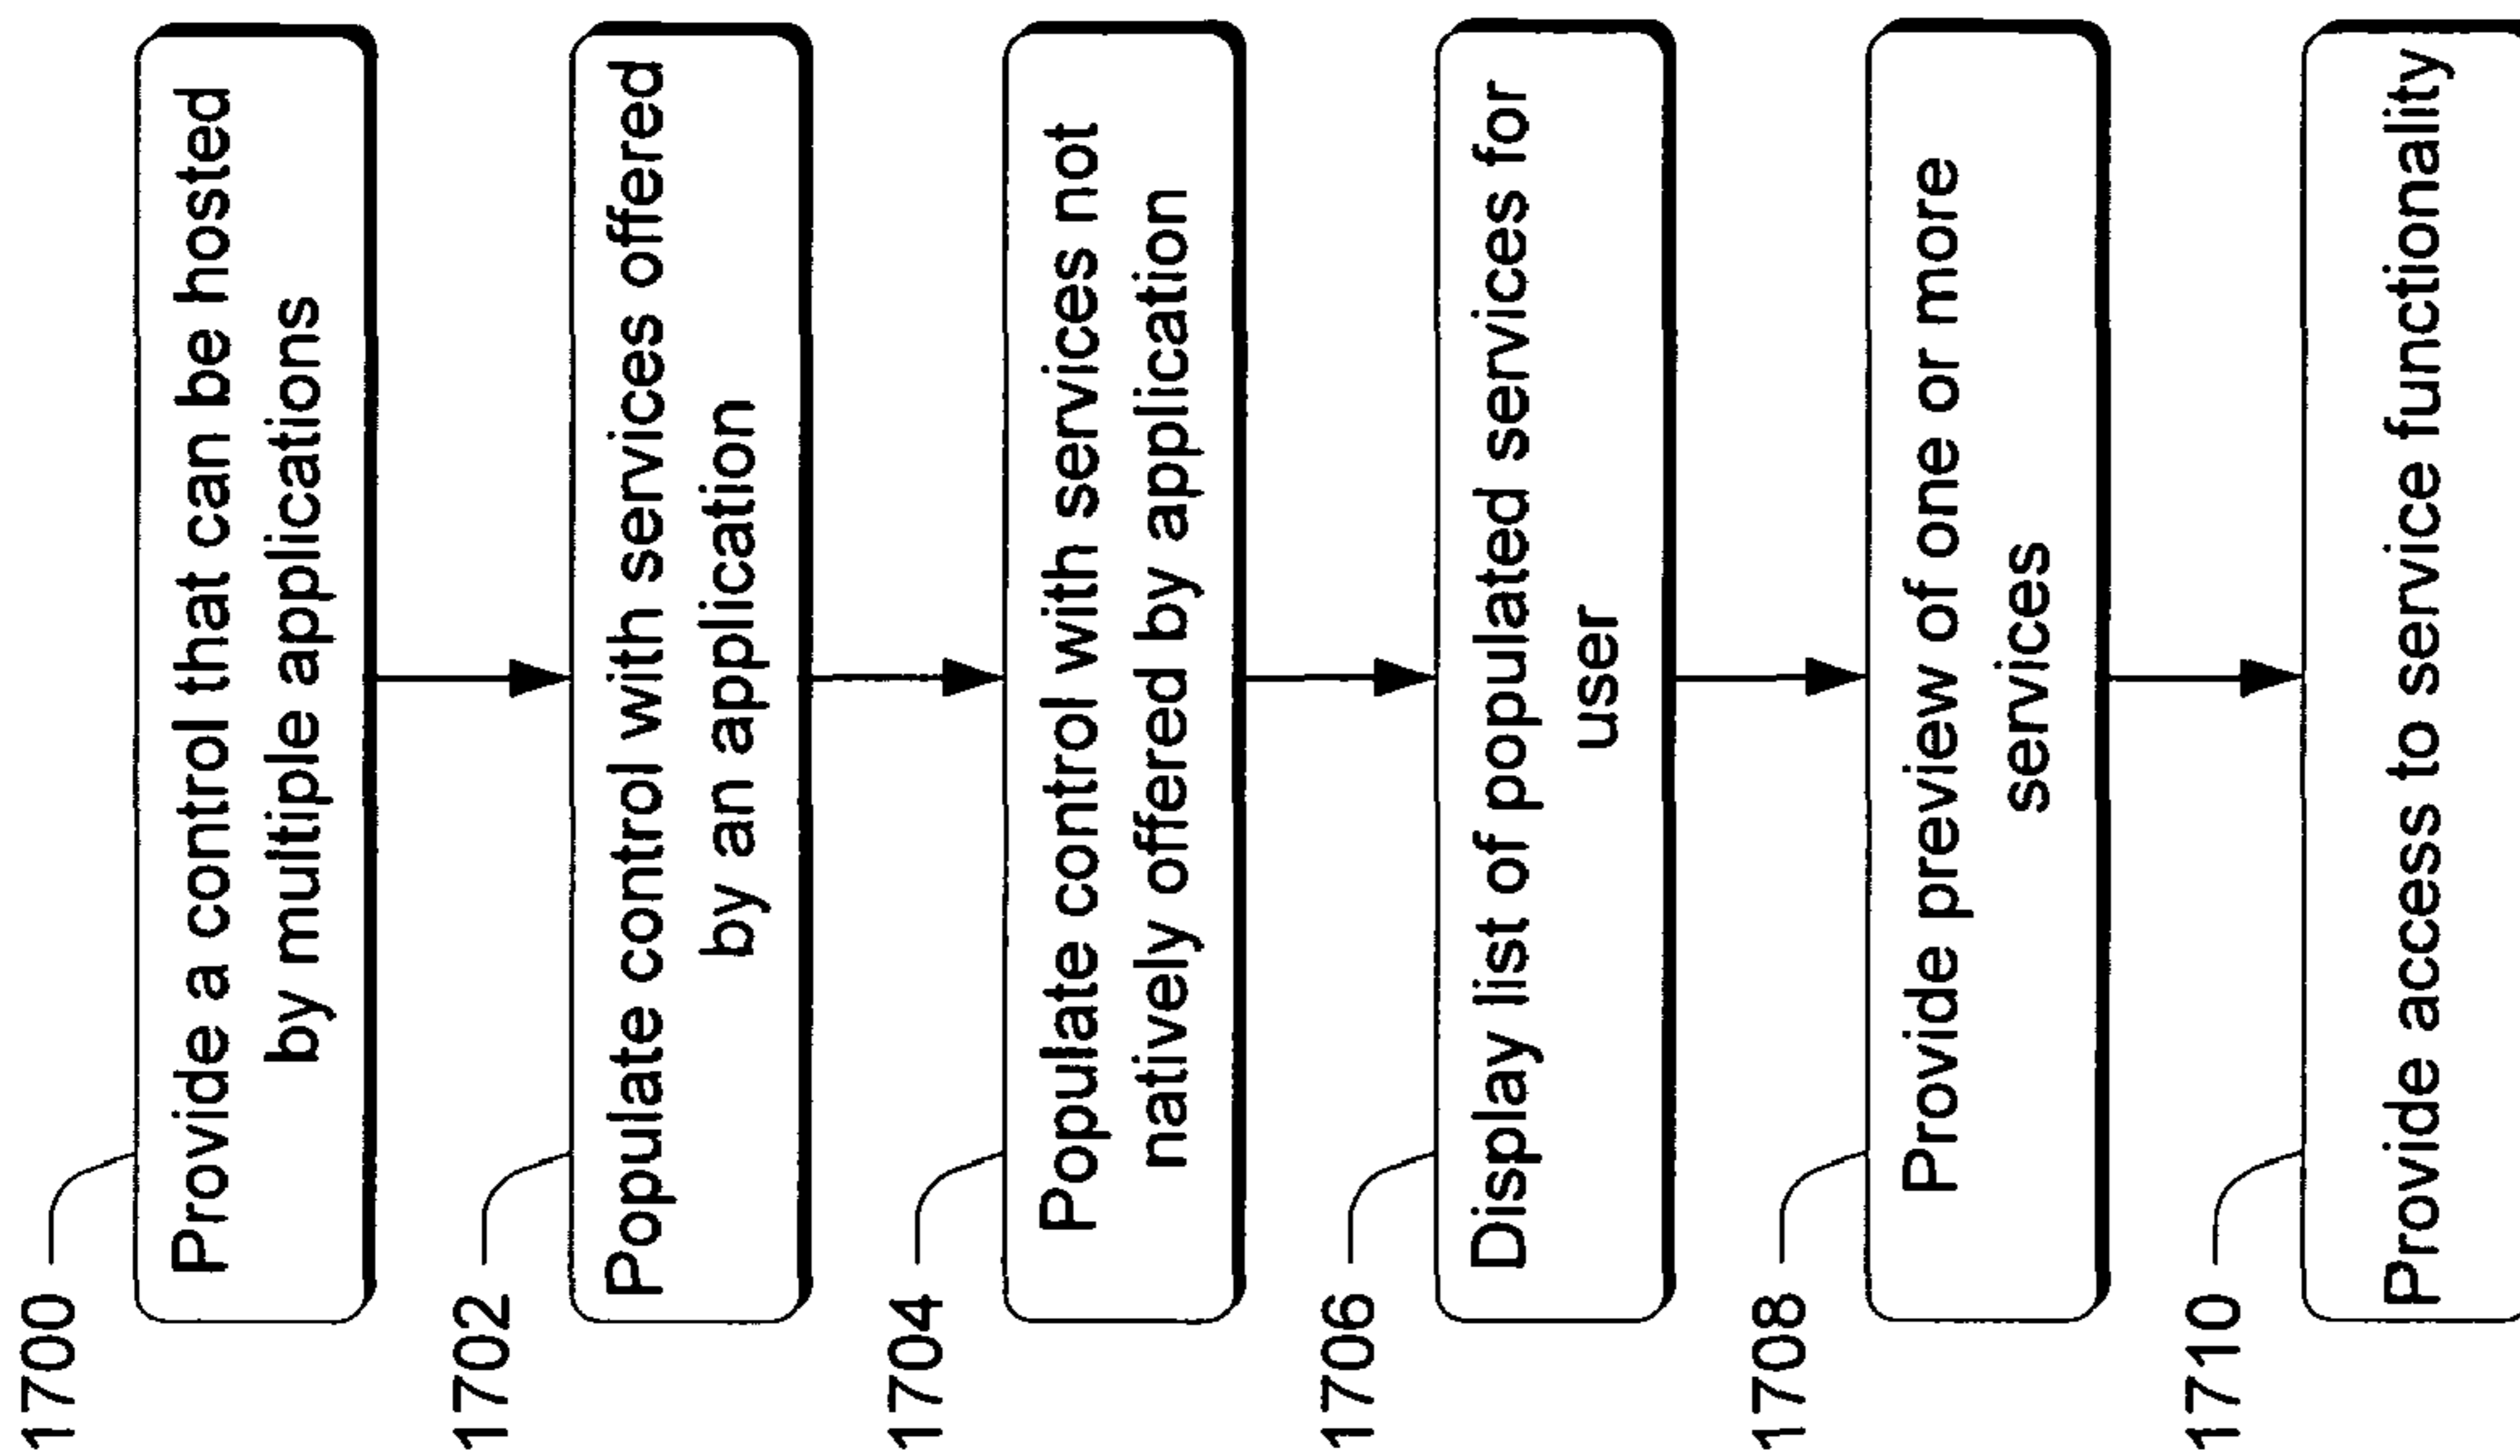 1700
Provide a control that can be hosted
by multiple applications
1702
Populate control with services offered
by an application
1704
Populate control with services not
natively offered by application
1706
Display list of populated services for
user
1708
Provide preview of one or more
services
1710
Provide access to service functionality